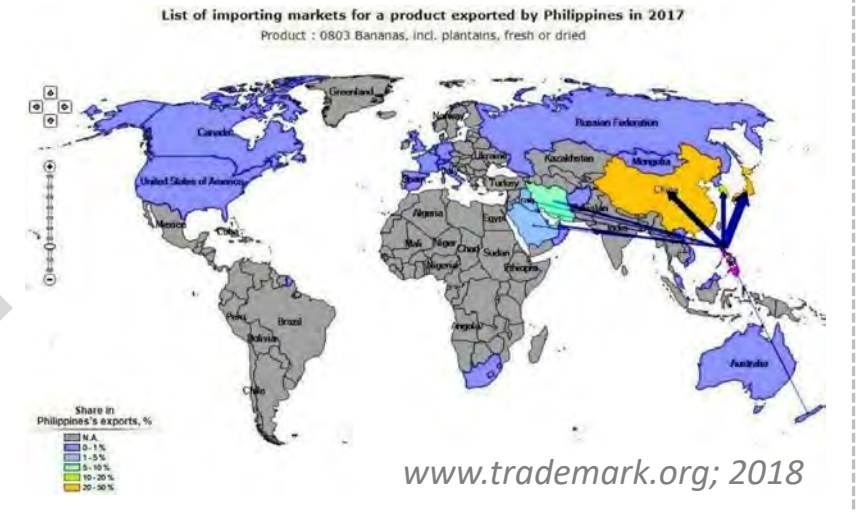 List of importing markets for a product exported by Philippines in 2017
Product : 0803 Bananas, incl. plantains, fresh or dried
Greenland
Norway
Canada
Russian Federation
Ukraine
Kazakhstan
Mongolia
United States of America
Spain
Turkey
China
Iraq
Algeria
Egypt
Pakistan
India
Mexico
Cuba
Mali
Niger
Chad
Sudan
Nigeria
Ethiopia
Peru
Brazil
Angola
Bolivia
Australia
Chile
Share in
Philippines's exports, %
N.A.
0-1 %
1-5 %
5-10 %
10-20 %
20-50 %
www.trademark.org; 2018